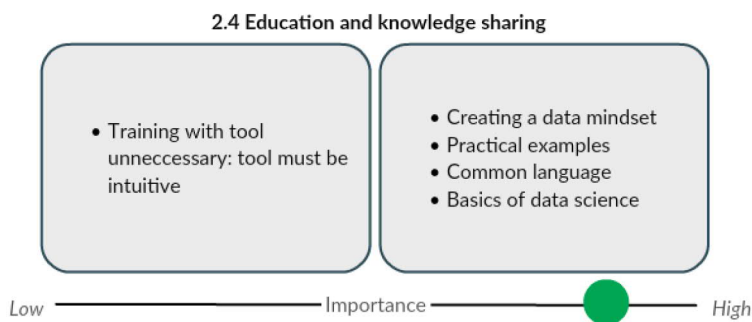 2.4 Education and knowledge sharing
• Training with tool
unneccessary: tool must be
intuitive
• Creating a data mindset
• Practical examples
• Common language
• Basics of data science
Low Importance High